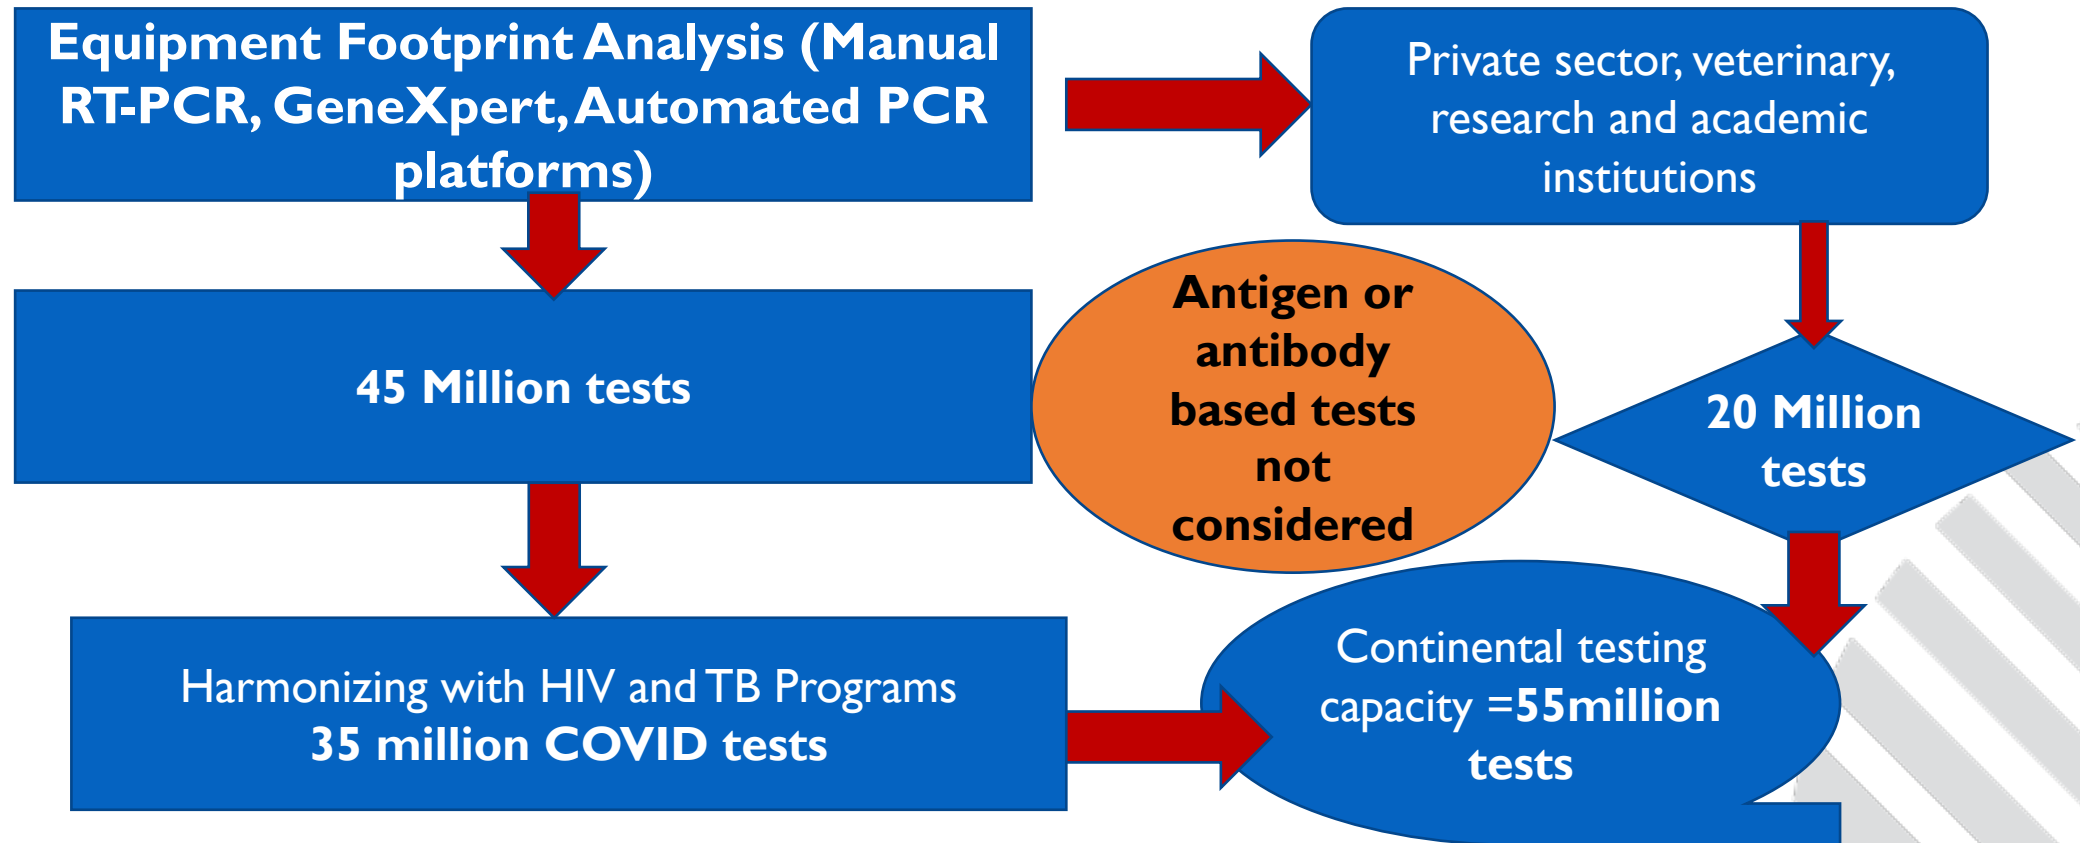 Equipment Footprint Analysis (Manual
RT-PCR, GeneXpert, Automated PCR
platforms)
Private sector, veterinary,
research and academic
institutions
45 Million tests
Antigen or
antibody
based tests
not
considered
20 Million
tests
Harmonizing with HIV and TB Programs
35 million COVID tests
Continental testing
capacity =55million
tests